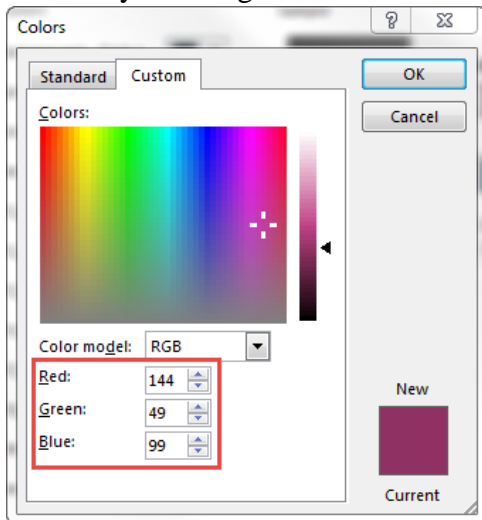 Colors
Standard Custom
OK
Cancel
Colors:
Color model: RGB
Red: 144
Green: 49
Blue: 99
New
Current